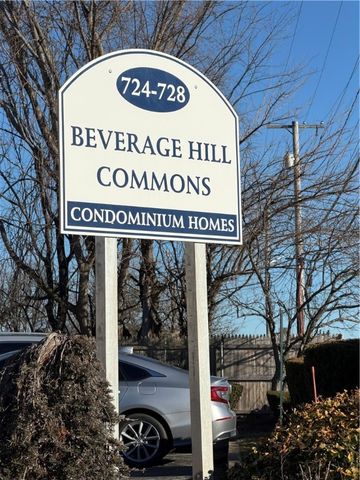 724-728
BEVERAGE HILL
COMMONS
CONDOMINIUM HOMES